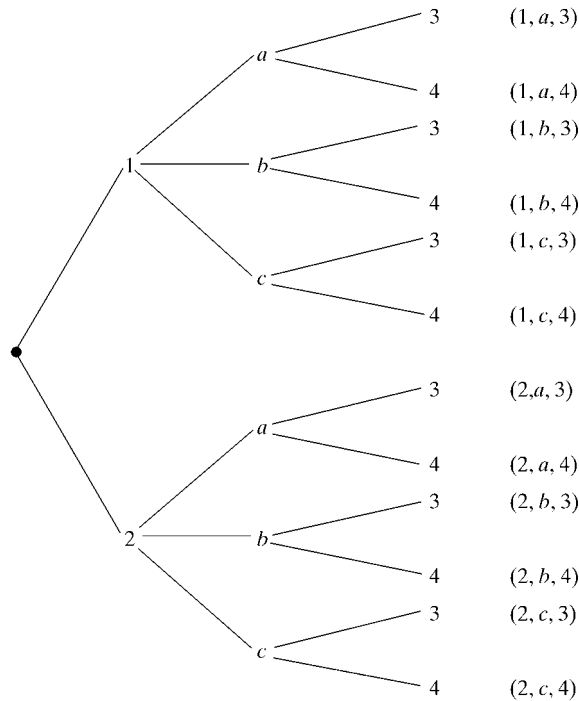 3 (1, a, 3)
a
4 (1, a, 4)
3 (1, b, 3)
1 b
4 (1, b, 4)
3 (1, c, 3)
c
4 (1, c, 4)
3 (2,a, 3)
a
4 (2, a, 4)
3 (2, b, 3)
2 b
4 (2, b, 4)
3 (2, c, 3)
c
4 (2, c, 4)